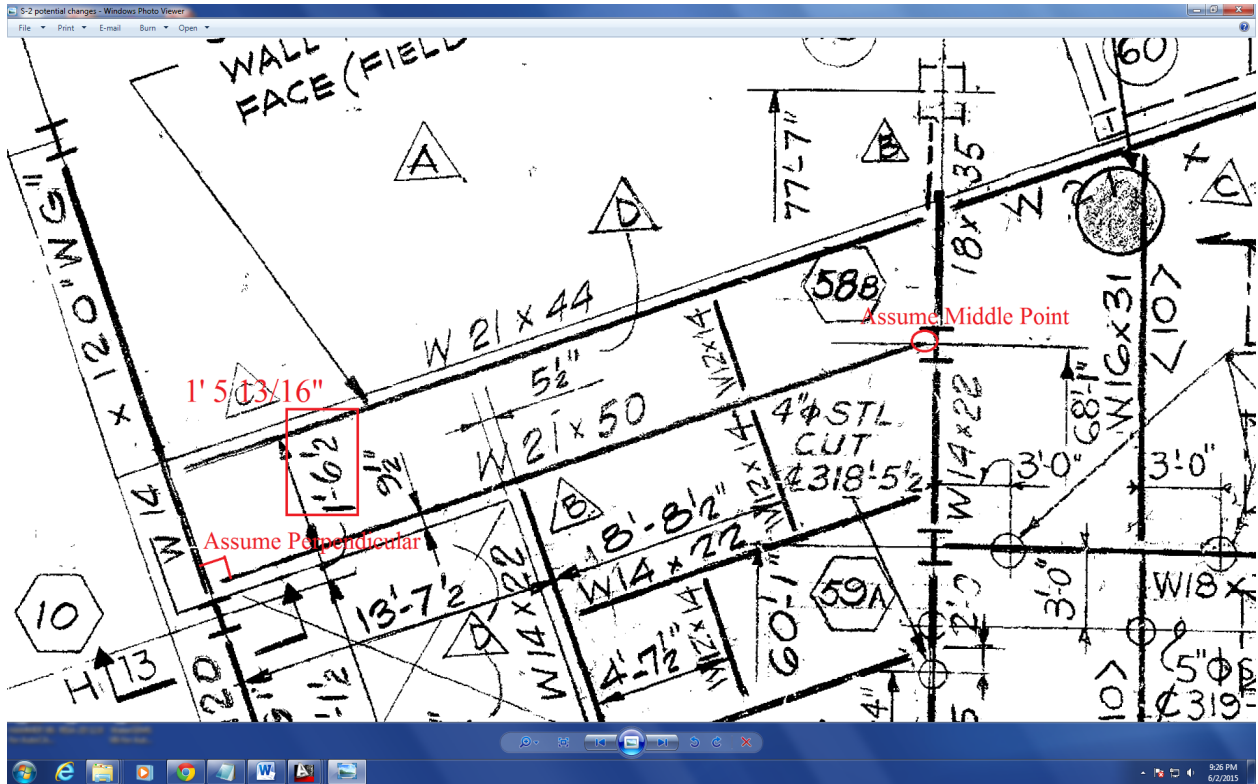 S-2 potential changes - Windows Photo Viewer
File Print E-mail Burn Open
WALL
FACE (FIELD
60
A
B
C
D
77'-7"
18 x 35
W 14 x 120 "WG"
W 21 x 44
58B
Assume Middle Point
W12x14
W16x31
<10>
1' 5 13/16"
C
5½"
1'-6½
9½"
W 21 x 50
W12x14
4"ϕ STL
CUT
℄318'-5½
W14x22
68'-1"
3'-0"
3'-0"
B
8'-8½"
Assume Perpendicular
W14 x 22
10
13'-7½
W14x22
D
59A
60'-1"
2'-0
3'-0"
W18 x
4'-7½"
W12x14
H
13
5"ϕ S
℄319'-
10>
9:26 PM
6/2/2015